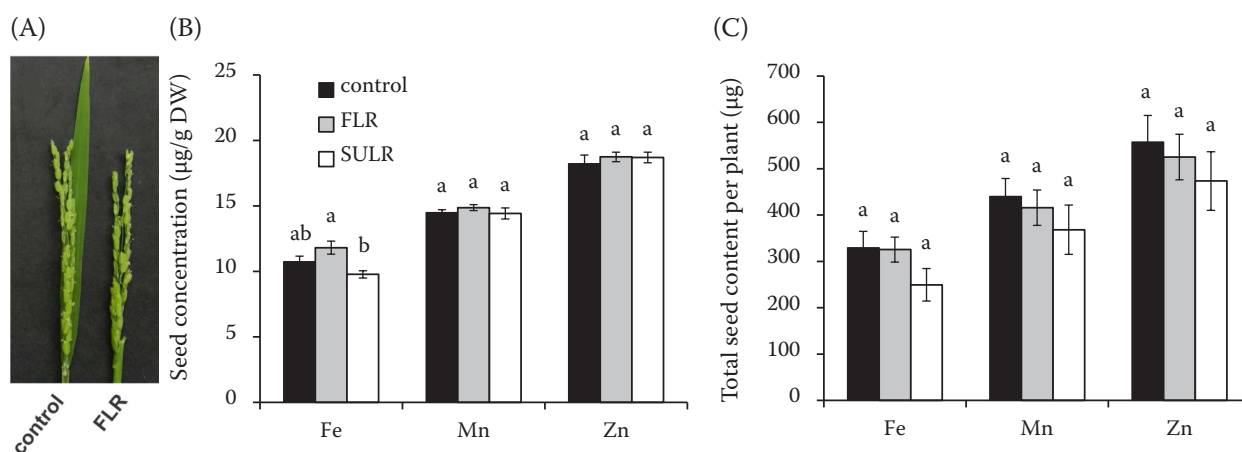 (A)
control
FLR
(B)
Seed concentration (µg/g DW)
25
20
15
10
5
0
control
FLR
SULR
ab
a
b
a
a
a
a
a
a
Fe
Mn
Zn
(C)
Total seed content per plant (µg)
700
600
500
400
300
200
100
0
a
a
a
a
a
a
a
a
a
Fe
Mn
Zn